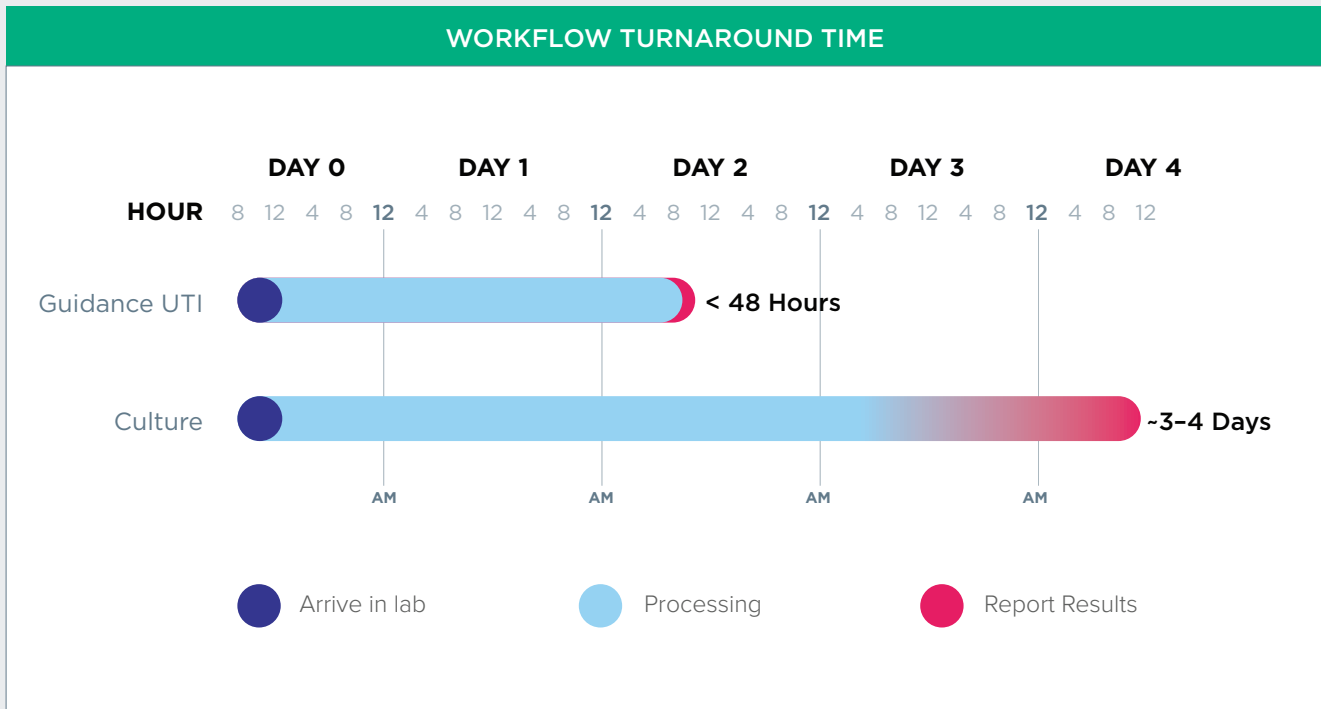 WORKFLOW TURNAROUND TIME
DAY 0 DAY 1 DAY 2 DAY 3 DAY 4
HOUR 8 12 4 8 12 4 8 12 4 8 12 4 8 12 4 8 12 4 8 12 4 8 12 4 8 12
Guidance UTI < 48 Hours
Culture ~3–4 Days
AM AM AM AM
Arrive in lab Processing Report Results